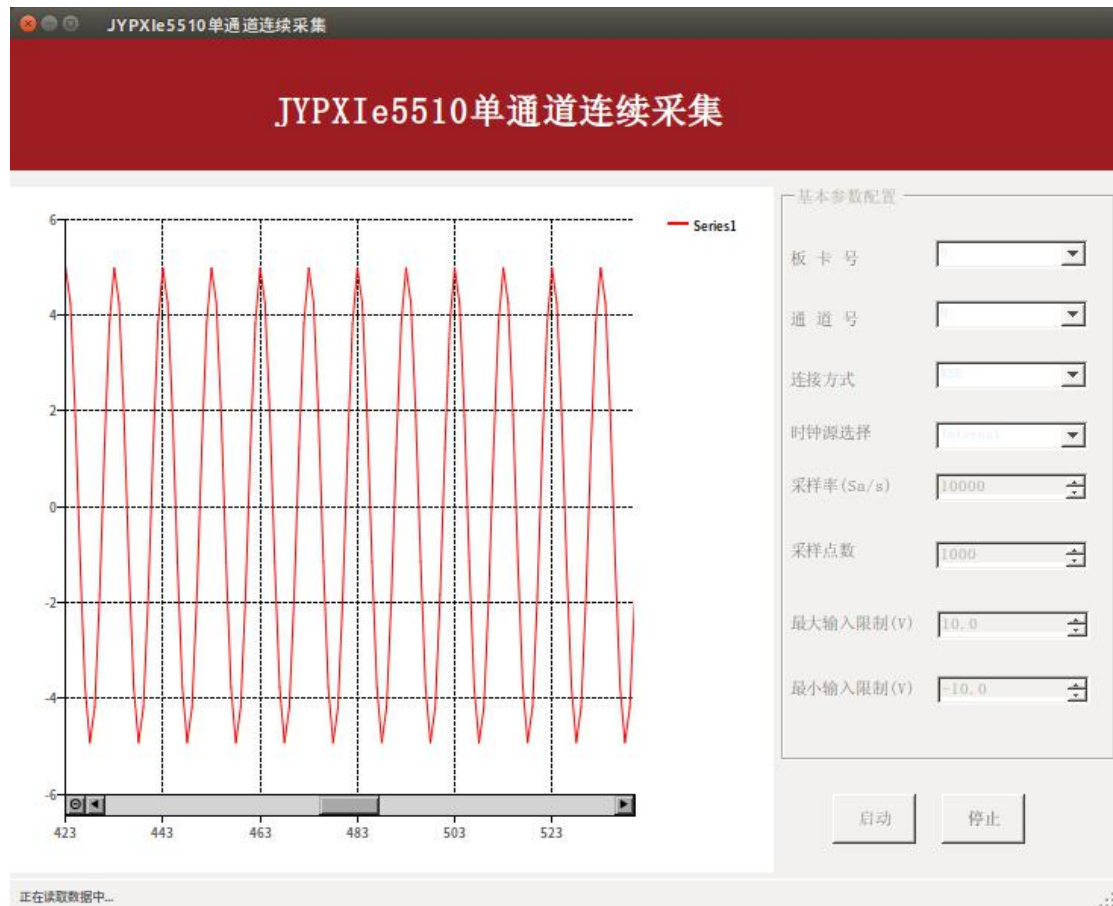 JYPXIe5510单通道连续采集
JYPXIe5510单通道连续采集
6
4
2
0
-2
-4
-6
423 443 463 483 503 523
Series1
基本参数配置
板 卡 号
通 道 号
连接方式
时钟源选择 Internal
采样率(Sa/s) 10000
采样点数 1000
最大输入限制(V) 10.0
最小输入限制(V) -10.0
启动 停止
正在读取数据中...